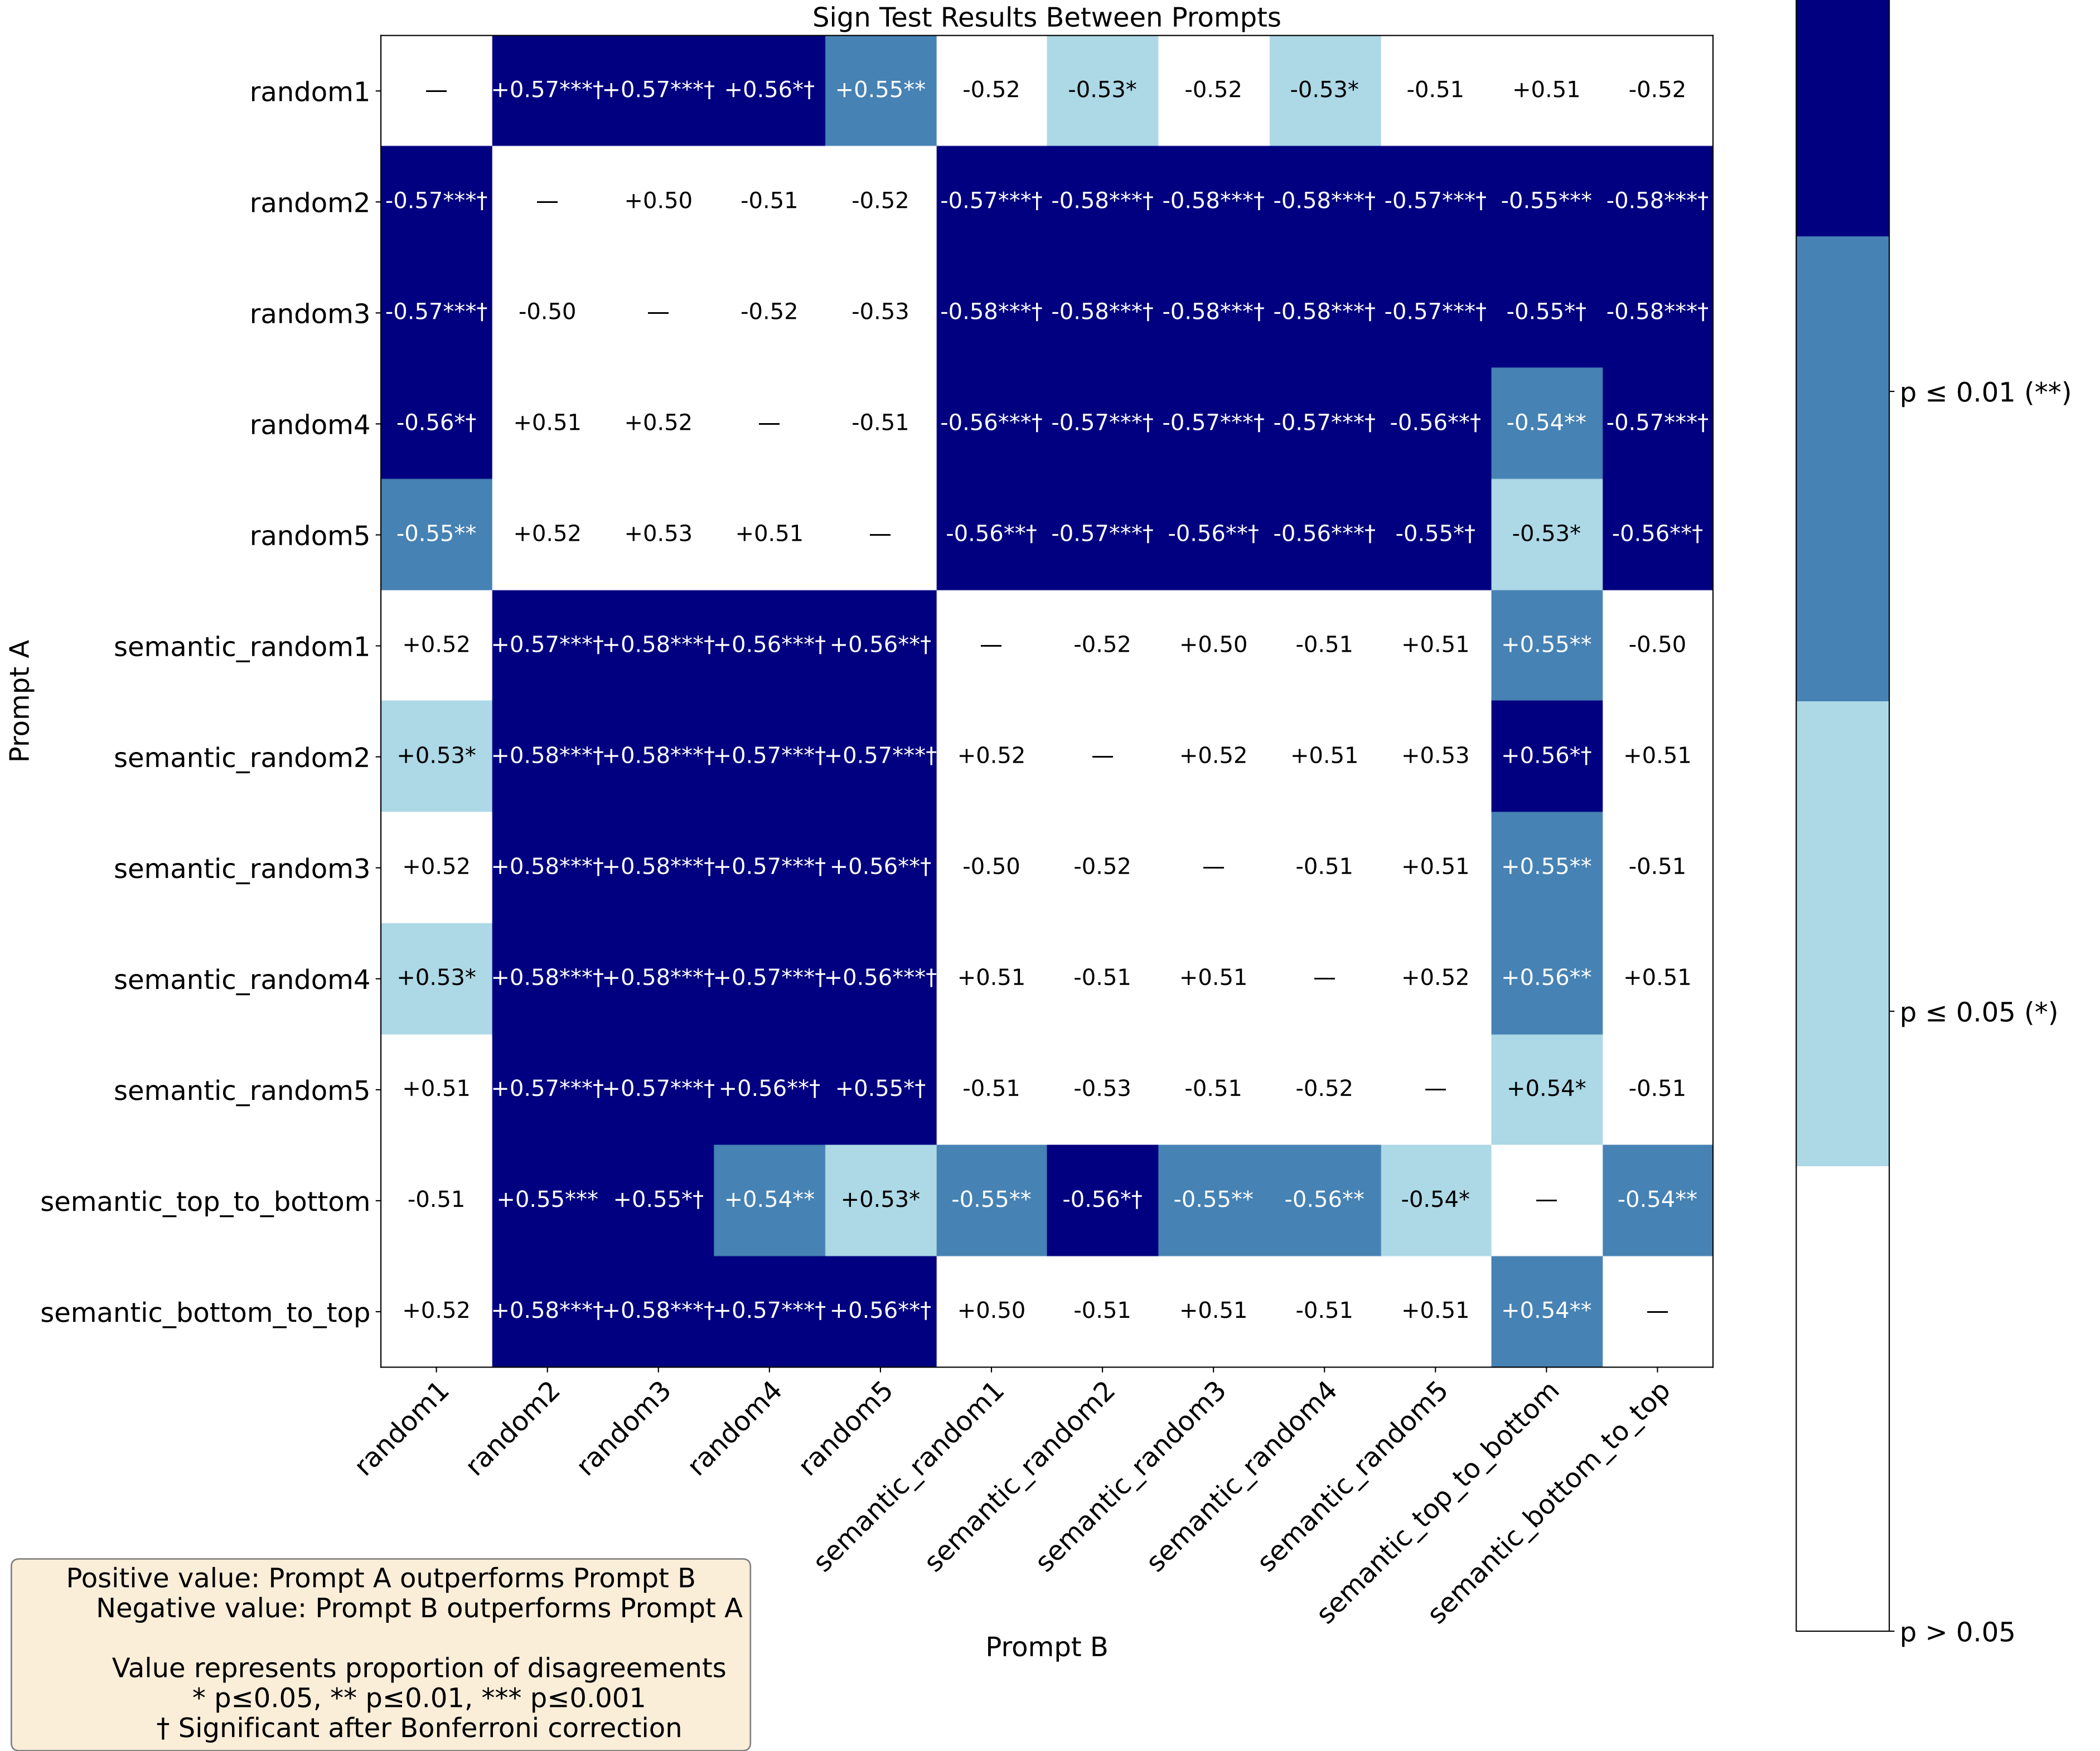 Sign Test Results Between Prompts
random1 — +0.57***† +0.57***† +0.56*† +0.55** -0.52 -0.53* -0.52 -0.53* -0.51 +0.51 -0.52
random2 -0.57***† — +0.50 -0.51 -0.52 -0.57***† -0.58***† -0.58***† -0.58***† -0.57***† -0.55*** -0.58***†
random3 -0.57***† -0.50 — -0.52 -0.53 -0.58***† -0.58***† -0.58***† -0.58***† -0.57***† -0.55*† -0.58***†
random4 -0.56*† +0.51 +0.52 — -0.51 -0.56***† -0.57***† -0.57***† -0.57***† -0.56**† -0.54** -0.57***†
random5 -0.55** +0.52 +0.53 +0.51 — -0.56**† -0.57***† -0.56**† -0.56***† -0.55*† -0.53* -0.56**†
semantic_random1 +0.52 +0.57***† +0.58***† +0.56***† +0.56**† — -0.52 +0.50 -0.51 +0.51 +0.55** -0.50
semantic_random2 +0.53* +0.58***† +0.58***† +0.57***† +0.57***† +0.52 — +0.52 +0.51 +0.53 +0.56*† +0.51
semantic_random3 +0.52 +0.58***† +0.58***† +0.57***† +0.56**† -0.50 -0.52 — -0.51 +0.51 +0.55** -0.51
semantic_random4 +0.53* +0.58***† +0.58***† +0.57***† +0.56***† +0.51 -0.51 +0.51 — +0.52 +0.56** +0.51
semantic_random5 +0.51 +0.57***† +0.57***† +0.56**† +0.55*† -0.51 -0.53 -0.51 -0.52 — +0.54* -0.51
semantic_top_to_bottom -0.51 +0.55*** +0.55*† +0.54** +0.53* -0.55** -0.56*† -0.55** -0.56** -0.54* — -0.54**
semantic_bottom_to_top +0.52 +0.58***† +0.58***† +0.57***† +0.56**† +0.50 -0.51 +0.51 -0.51 +0.51 +0.54** —
Prompt A
random1
random2
random3
random4
random5
semantic_random1
semantic_random2
semantic_random3
semantic_random4
semantic_random5
semantic_top_to_bottom
semantic_bottom_to_top
Prompt B
p ≤ 0.01 (**)
p ≤ 0.05 (*)
p > 0.05
Positive value: Prompt A outperforms Prompt B
Negative value: Prompt B outperforms Prompt A
Value represents proportion of disagreements
* p≤0.05, ** p≤0.01, *** p≤0.001
† Significant after Bonferroni correction